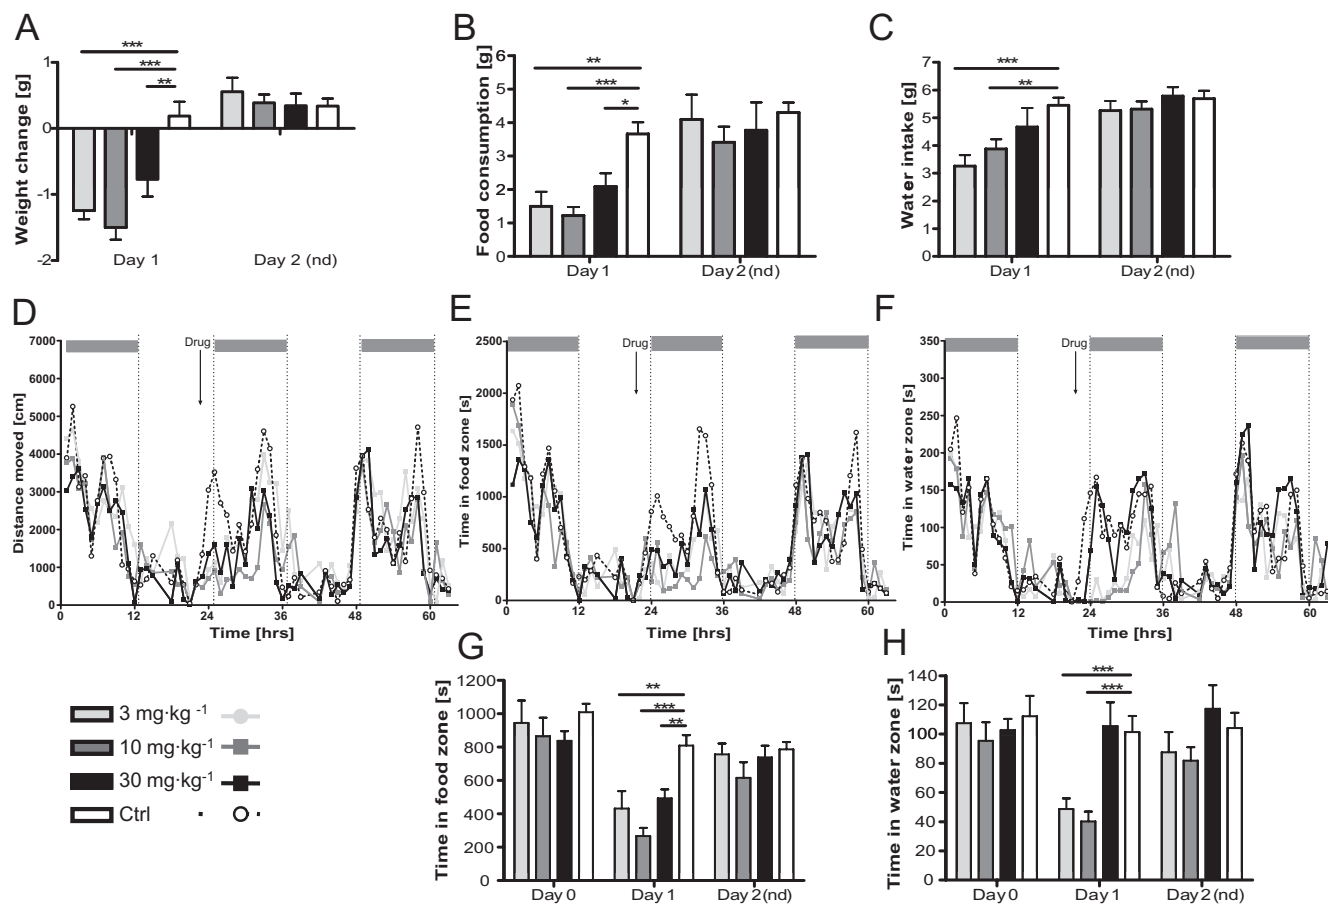 A
Weight change [g]
1
0
-1
-2
***
***
**
Day 1
Day 2 (nd)
B
Food consumption [g]
6
5
4
3
2
1
0
**
***
*
Day 1
Day 2 (nd)
C
Water intake [g]
7
6
5
4
3
2
1
0
***
**
Day 1
Day 2 (nd)
D
Distance moved [cm]
7000
6000
5000
4000
3000
2000
1000
0
Drug
0 12 24 36 48 60
Time [hrs]
E
Time in food zone [s]
2500
2000
1500
1000
500
0
Drug
0 12 24 36 48 60
Time [hrs]
F
Time in water zone [s]
350
300
250
200
150
100
50
0
Drug
0 12 24 36 48 60
Time [hrs]
3 mg·kg -1
10 mg·kg-1
30 mg·kg-1
Ctrl
G
Time in food zone [s]
1200
1000
800
600
400
200
0
**
***
**
Day 0
Day 1
Day 2 (nd)
H
Time in water zone [s]
140
120
100
80
60
40
20
0
***
***
Day 0
Day 1
Day 2 (nd)